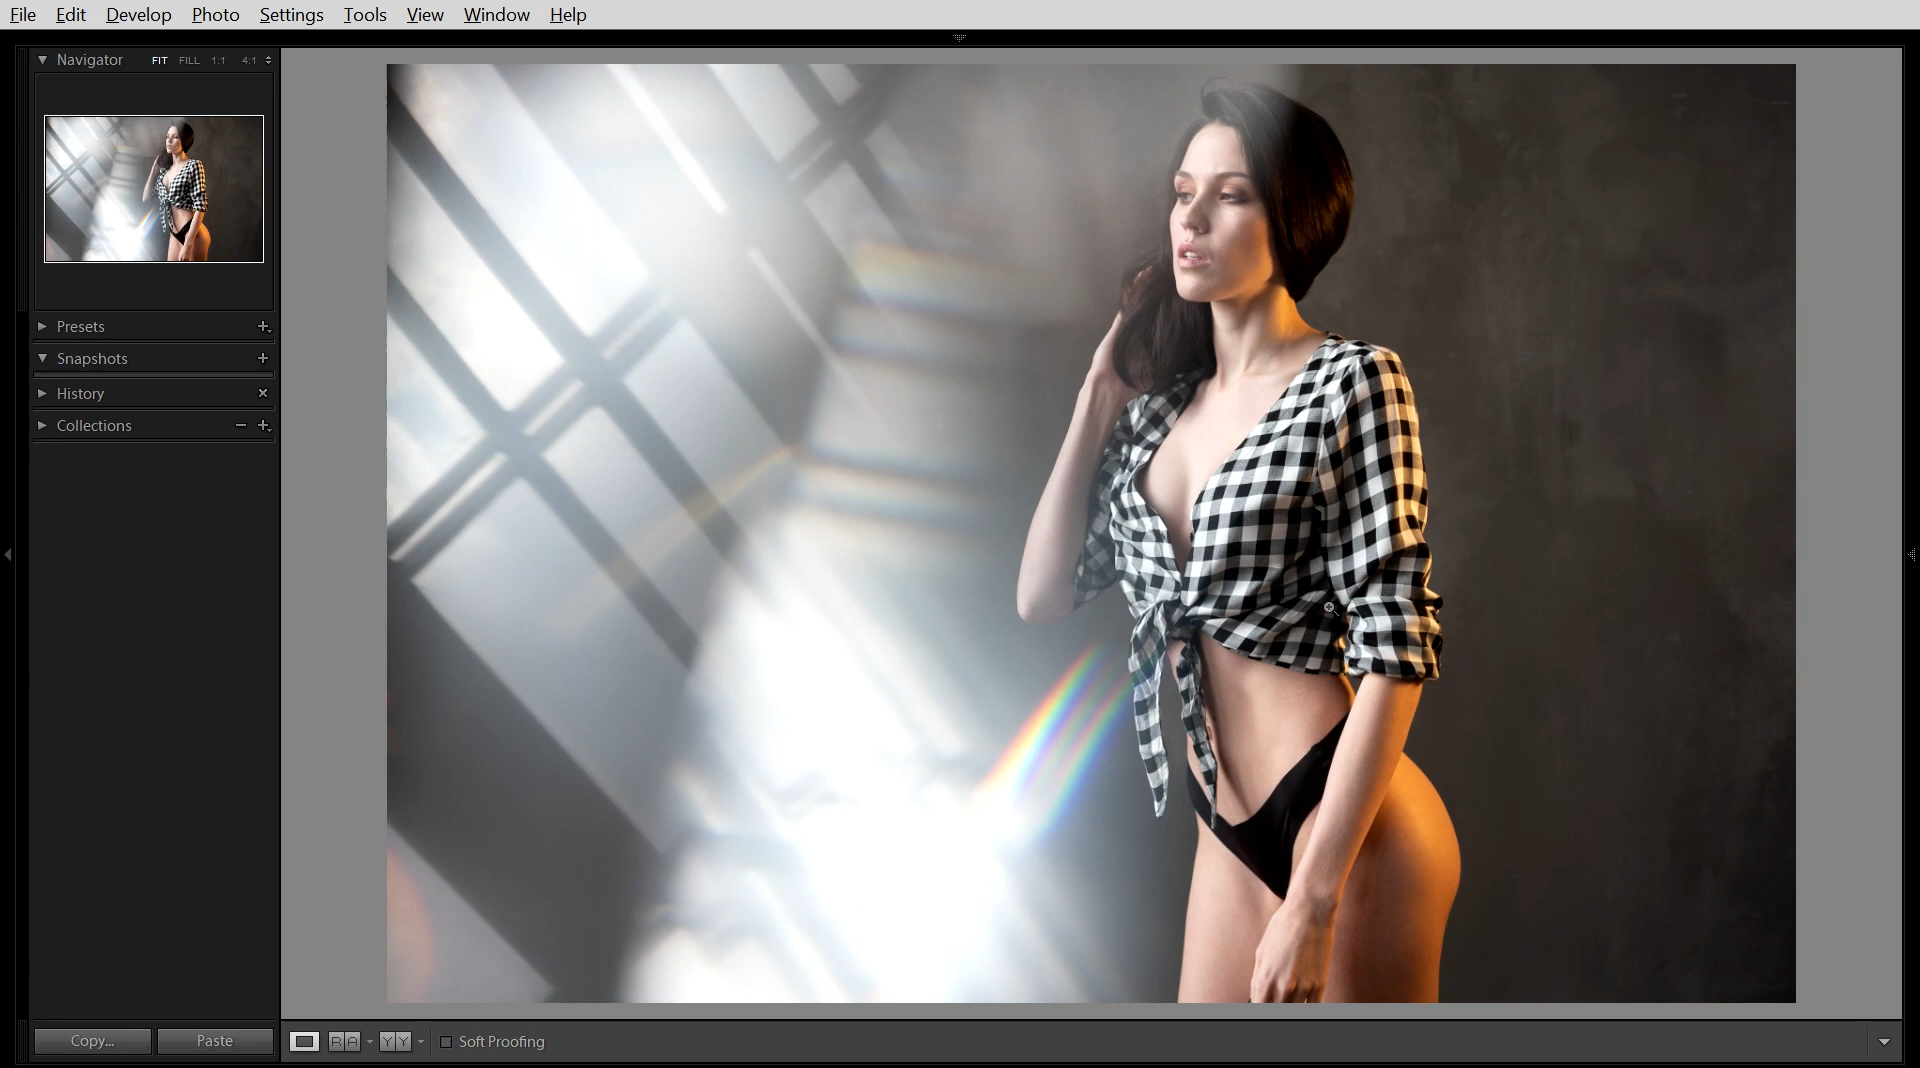 File Edit Develop Photo Settings Tools View Window Help
Navigator FIT FILL 1:1 4:1
Presets
Snapshots
History
Collections
Copy... Paste R A Y Y Soft Proofing